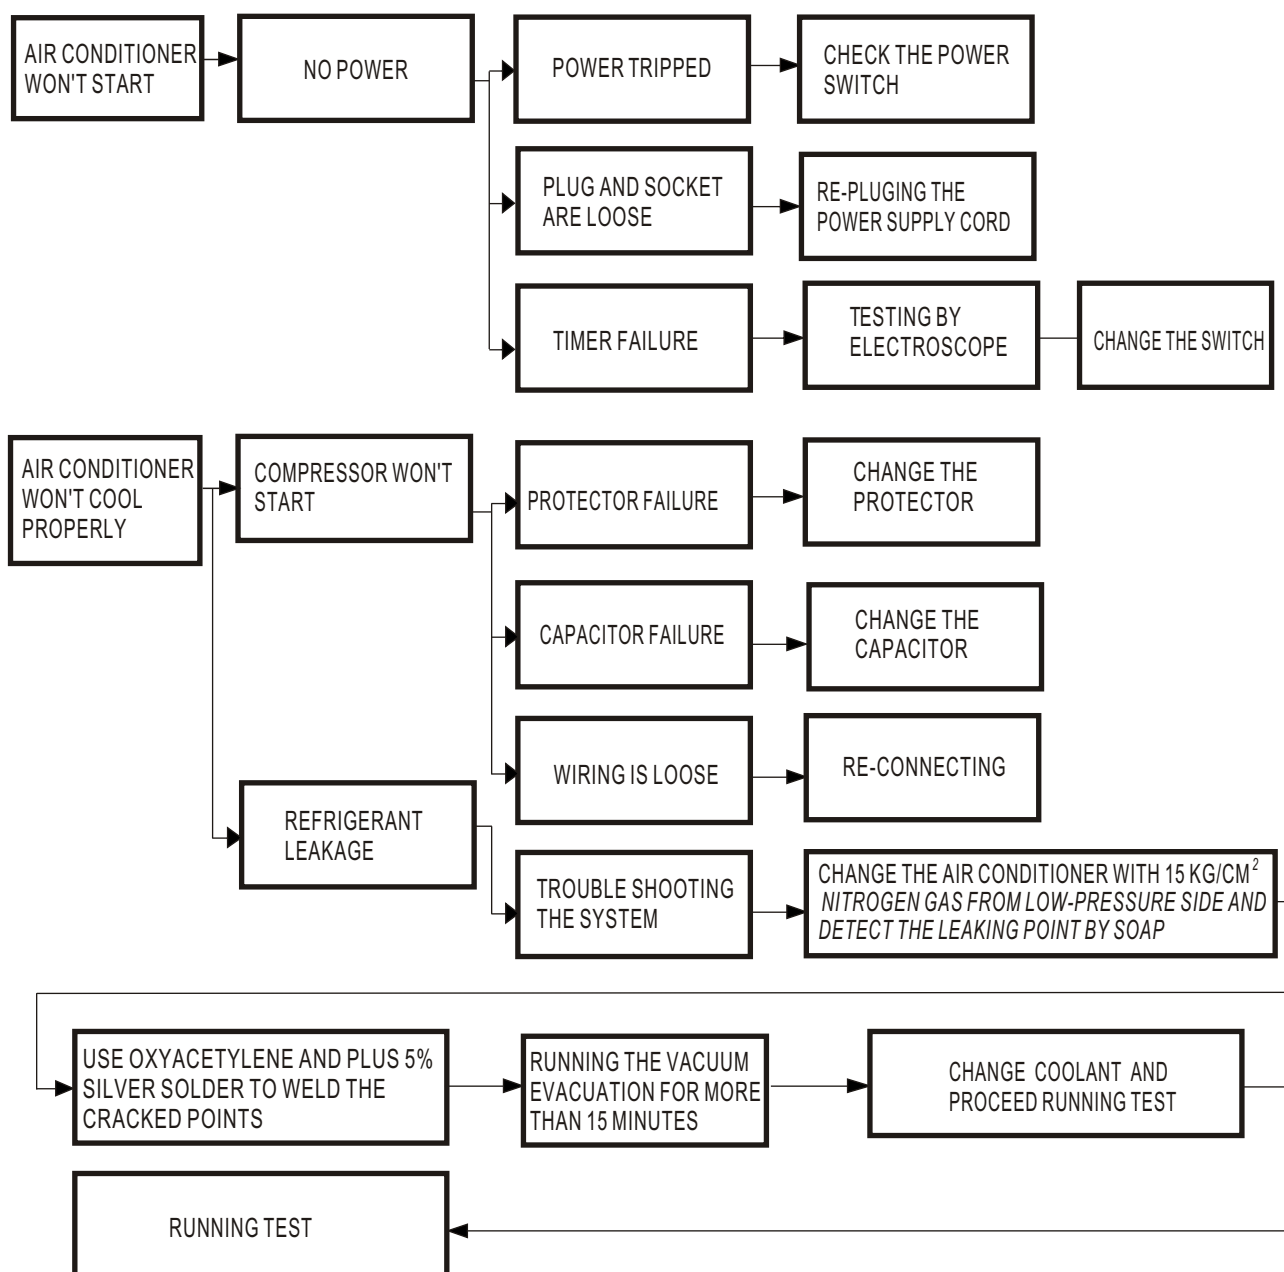 AIR CONDITIONER
WON'T START
NO POWER
POWER TRIPPED
CHECK THE POWER
SWITCH
PLUG AND SOCKET
ARE LOOSE
RE-PLUGING THE
POWER SUPPLY CORD
TIMER FAILURE
TESTING BY
ELECTROSCOPE
CHANGE THE SWITCH
AIR CONDITIONER
WON'T COOL
PROPERLY
COMPRESSOR WON'T
START
PROTECTOR FAILURE
CHANGE THE
PROTECTOR
CAPACITOR FAILURE
CHANGE THE
CAPACITOR
WIRING IS LOOSE
RE-CONNECTING
REFRIGERANT
LEAKAGE
TROUBLE SHOOTING
THE SYSTEM
CHANGE THE AIR CONDITIONER WITH 15 KG/CM²
NITROGEN GAS FROM LOW-PRESSURE SIDE AND
DETECT THE LEAKING POINT BY SOAP
USE OXYACETYLENE AND PLUS 5%
SILVER SOLDER TO WELD THE
CRACKED POINTS
RUNNING THE VACUUM
EVACUATION FOR MORE
THAN 15 MINUTES
CHANGE COOLANT AND
PROCEED RUNNING TEST
RUNNING TEST